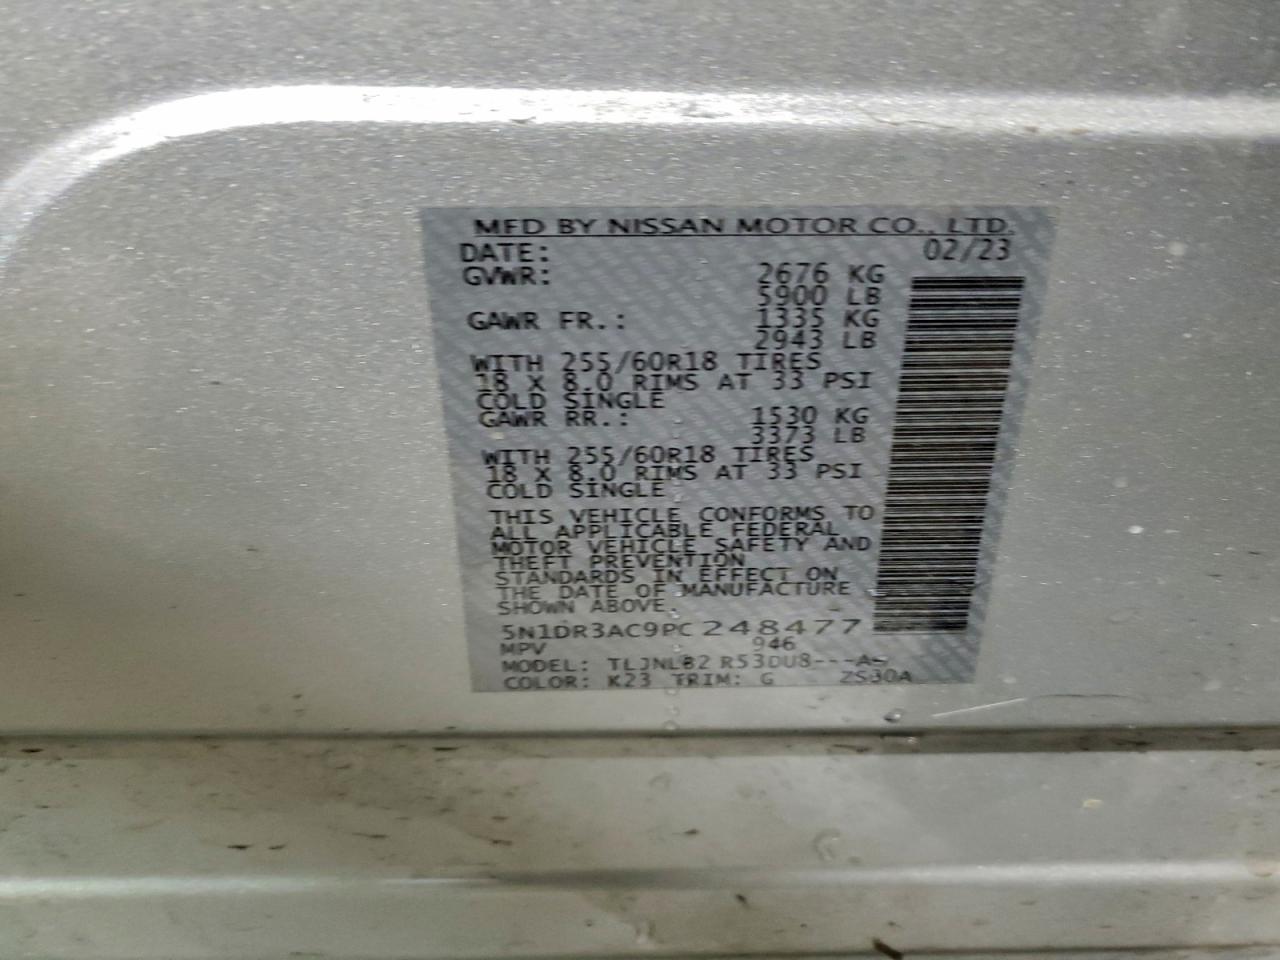 MFD BY NISSAN MOTOR CO., LTD.
DATE: 02/23
GVWR: 2676 KG
5900 LB
GAWR FR.: 1335 KG
2943 LB
WITH 255/60R18 TIRES
18 X 8.0 RIMS AT 33 PSI
COLD SINGLE
GAWR RR.: 1530 KG
3373 LB
WITH 255/60R18 TIRES
18 X 8.0 RIMS AT 33 PSI
COLD SINGLE
THIS VEHICLE CONFORMS TO
ALL APPLICABLE FEDERAL
MOTOR VEHICLE SAFETY AND
THEFT PREVENTION
STANDARDS IN EFFECT ON
THE DATE OF MANUFACTURE
SHOWN ABOVE.
5N1DR3AC9PC248477
MPV 946
MODEL: TLJNLB2 R53DU8---A-
COLOR: K23 TRIM: G